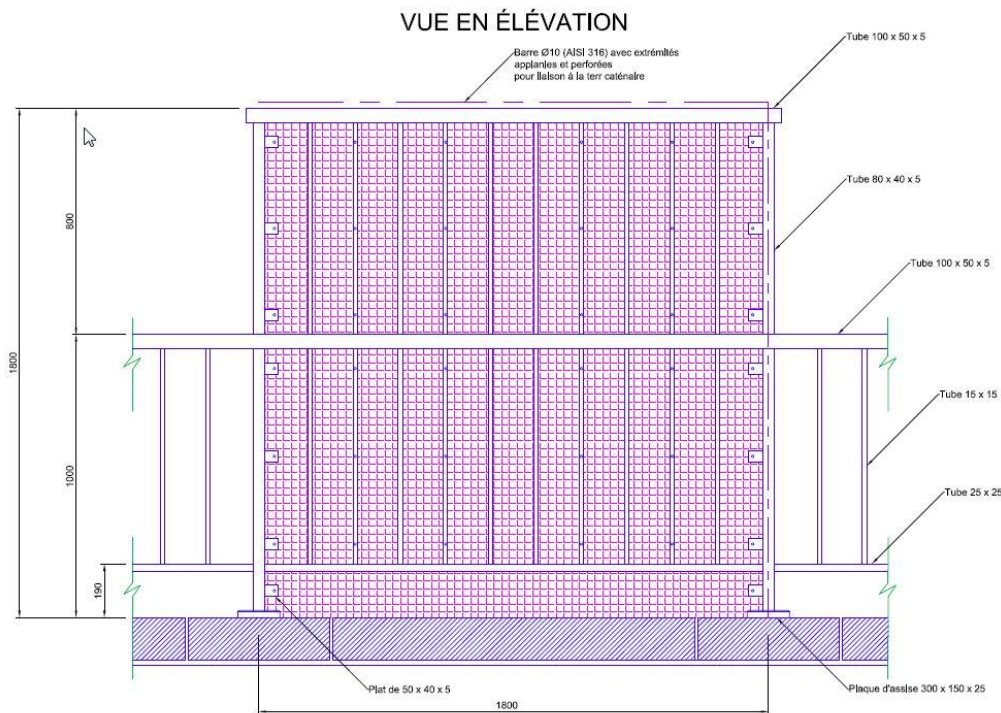 VUE EN ÉLÉVATION
Barre Ø10 (AISI 316) avec extrémités
applanies et perforées
pour liaison à la terr caténaire
Tube 100 x 50 x 5
Tube 80 x 40 x 5
Tube 100 x 50 x 5
Tube 15 x 15
Tube 25 x 25
800
1800
1000
190
Plat de 50 x 40 x 5
Plaque d'assise 300 x 150 x 25
1800